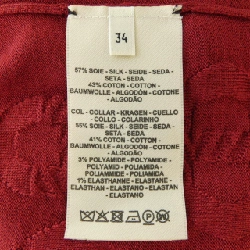 34
57% SOIE - SILK - SEIDE - SEDA
SETA - SEDA
43% COTON - COTTON
BAUMWOLLE - ALGODÓN - COTONE
- ALGODÃO
COL - COLLAR - KRAGEN - CUELLO
- COLLO - COLARINHO
55% SOIE - SILK - SEIDE - SEDA
SETA - SEDA
41% COTON - COTTON
BAUMWOLLE - ALGODÓN - COTONE
- ALGODÃO
3% POLYAMIDE - POLYAMIDE
POLYAMID - POLIAMIDA
POLIAMMIDE - POLIAMIDA
1% ELASTHANNE - ELASTANE
ELASTHAN - ELASTANO - ELASTAN
- ELASTANO